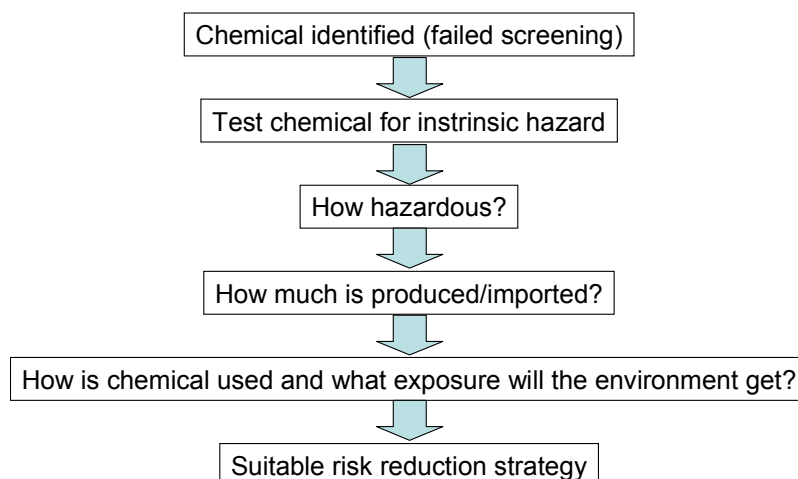 Chemical identified (failed screening)
Test chemical for instrinsic hazard
How hazardous?
How much is produced/imported?
How is chemical used and what exposure will the environment get?
Suitable risk reduction strategy